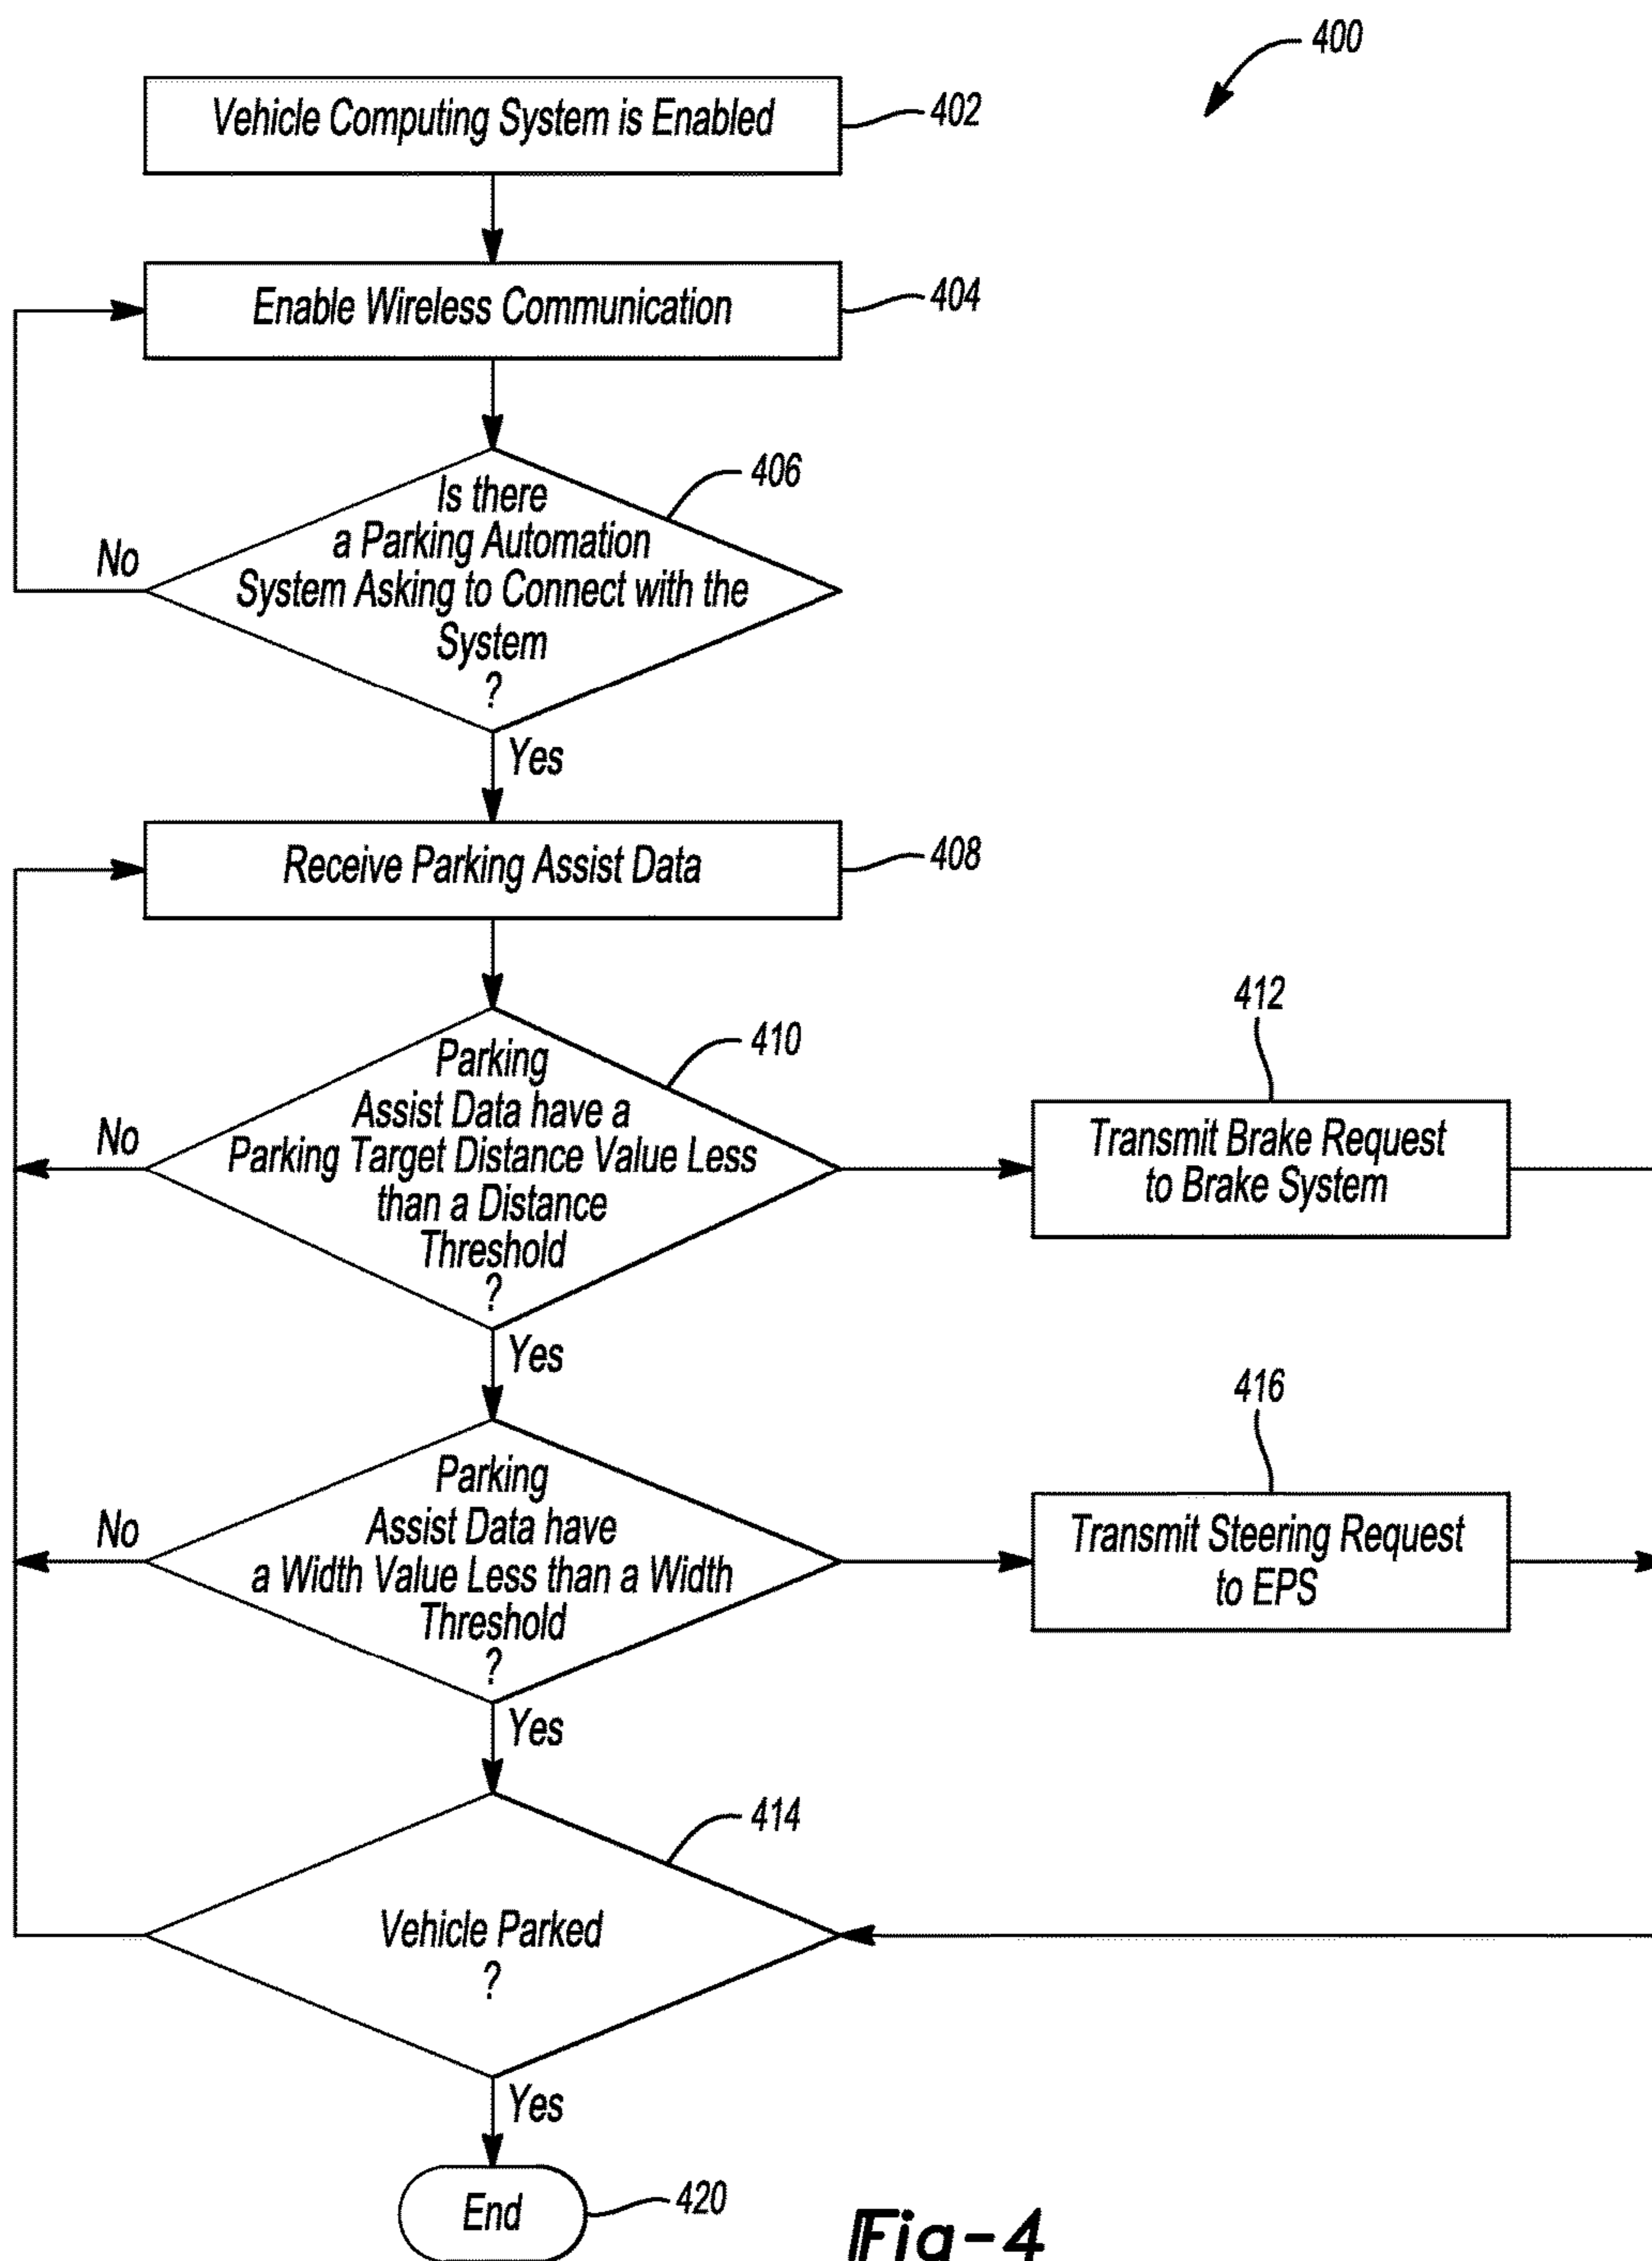 400
Vehicle Computing System is Enabled
402
Enable Wireless Communication
404
406
Is there
a Parking Automation
System Asking to Connect with the
System
?
No
Yes
Receive Parking Assist Data
408
410
Parking
Assist Data have a
Parking Target Distance Value Less
than a Distance
Threshold
?
No
Yes
412
Transmit Brake Request
to Brake System
Parking
Assist Data have
a Width Value Less than a Width
Threshold
?
No
Yes
416
Transmit Steering Request
to EPS
414
Vehicle Parked
?
Yes
End
420
Fig-4